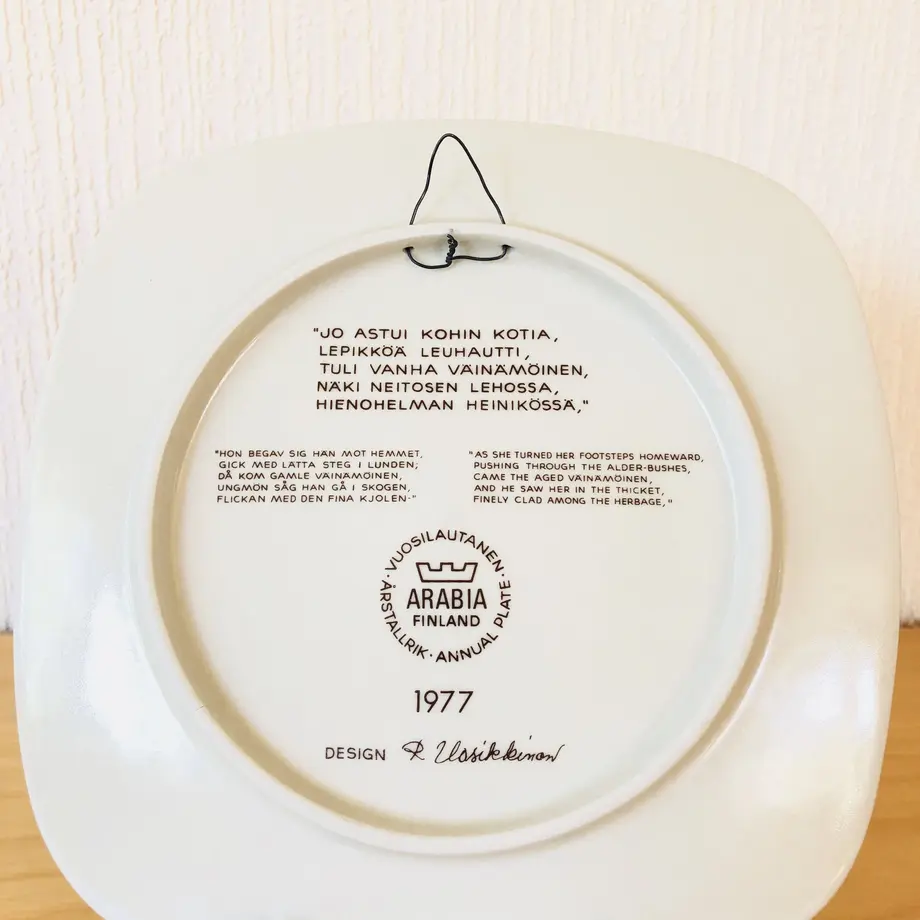 "JO ASTUI KOHIN KOTIA,
LEPIKKÖÄ LEUHAUTTI,
TULI VANHA VÄINÄMÖINEN,
NÄKI NEITOSEN LEHOSSA,
HIENOHELMAN HEINIKÖSSÄ,"
"HON BEGAV SIG HÄN MOT HEMMET,
GICK MED LÄTTA STEG I LUNDEN;
DÅ KOM GAMLE VÄINÄMÖINEN,
UNGMÖN SÅG HAN GÅ I SKOGEN,
FLICKAN MED DEN FINA KJOLEN-"
"AS SHE TURNED HER FOOTSTEPS HOMEWARD,
PUSHING THROUGH THE ALDER-BUSHES,
CAME THE AGED VÄINÄMÖINEN,
AND HE SAW HER IN THE THICKET,
FINELY CLAD AMONG THE HERBAGE,"
· VUOSILAUTANEN ·
ÅRSTALLRIK · ANNUAL PLATE
ARABIA
FINLAND
1977
DESIGN R Uosikkinen